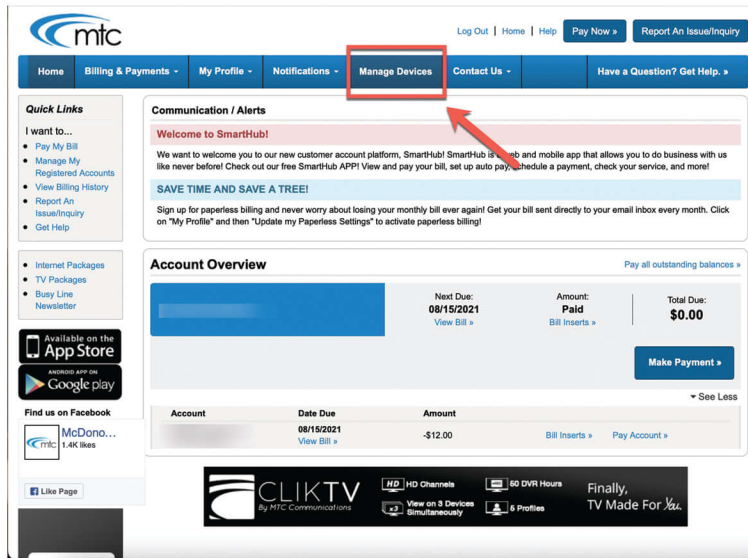 mtc
Log Out | Home | Help
Pay Now »
Report An Issue/Inquiry
Home
Billing & Payments
My Profile
Notifications
Manage Devices
Contact Us
Have a Question? Get Help. »
Quick Links
I want to...
Pay My Bill
Manage My
Registered Accounts
View Billing History
Report An
Issue/Inquiry
Get Help
Internet Packages
TV Packages
Busy Line
Newsletter
Available on the
App Store
ANDROID APP ON
Google play
Find us on Facebook
mtc
McDono...
1.4K likes
Like Page
Communication / Alerts
Welcome to SmartHub!
We want to welcome you to our new customer account platform, SmartHub! SmartHub is web and mobile app that allows you to do business with us
like never before! Check out our free SmartHub APP! View and pay your bill, set up auto pay, schedule a payment, check your service, and more!
SAVE TIME AND SAVE A TREE!
Sign up for paperless billing and never worry about losing your monthly bill ever again! Get your bill sent directly to your email inbox every month. Click
on "My Profile" and then "Update my Paperless Settings" to activate paperless billing!
Account Overview
Pay all outstanding balances »
Next Due:
08/15/2021
View Bill »
Amount:
Paid
Bill Inserts »
Total Due:
$0.00
Make Payment »
See Less
Account Date Due Amount
08/15/2021
View Bill »
-$12.00
Bill Inserts »
Pay Account »
CLIKTV
By MTC Communications
HD HD Channels
x3 View on 3 Devices
Simultaneously
50 DVR Hours
5 Profiles
Finally,
TV Made For You.